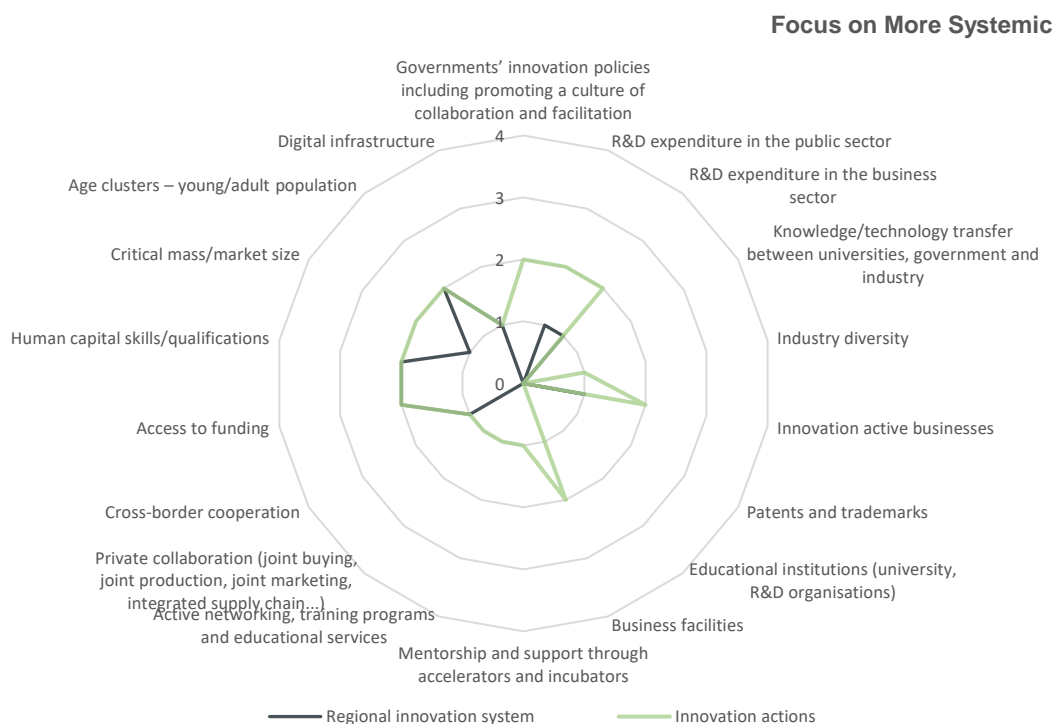 Focus on More Systemic
Governments’ innovation policies
including promoting a culture of
collaboration and facilitation
R&D expenditure in the public sector
R&D expenditure in the business
sector
Knowledge/technology transfer
between universities, government and
industry
Industry diversity
Innovation active businesses
Patents and trademarks
Educational institutions (university,
R&D organisations)
Business facilities
Mentorship and support through
accelerators and incubators
Active networking, training programs
and educational services
Private collaboration (joint buying,
joint production, joint marketing,
integrated supply chain...)
Cross-border cooperation
Access to funding
Human capital skills/qualifications
Critical mass/market size
Age clusters – young/adult population
Digital infrastructure
4
3
2
1
0
Regional innovation system
Innovation actions